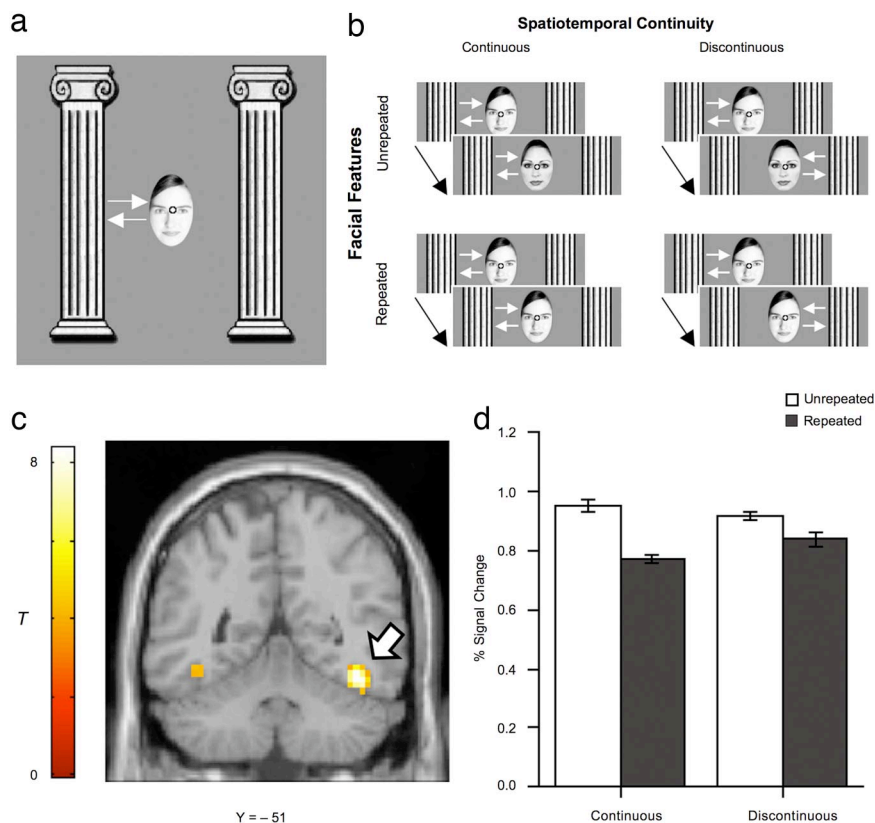 a
b
Spatiotemporal Continuity
Continuous
Discontinuous
Facial Features
Unrepeated
Repeated
c
8
T
0
Y = – 51
d
Unrepeated
Repeated
% Signal Change
1.2
1.0
0.8
0.6
0.4
0.2
0.0
Continuous
Discontinuous